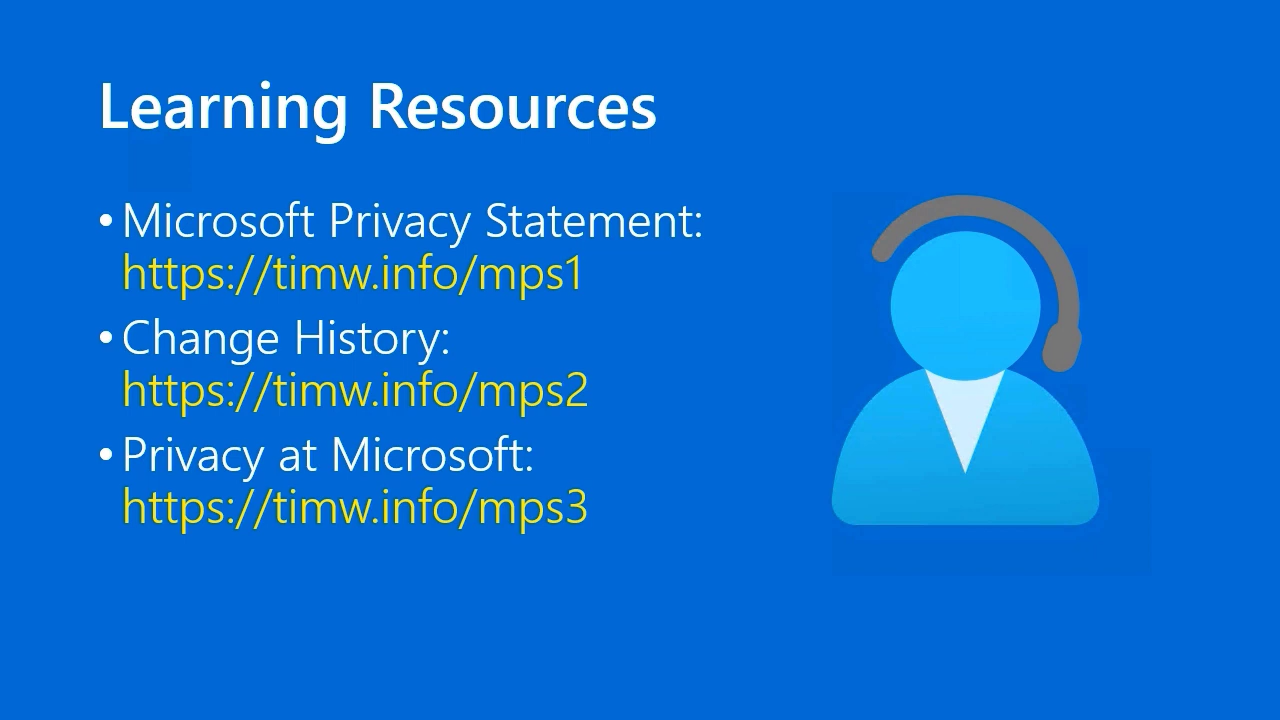 Learning Resources
• Microsoft Privacy Statement:
https://timw.info/mps1
• Change History:
https://timw.info/mps2
• Privacy at Microsoft:
https://timw.info/mps3